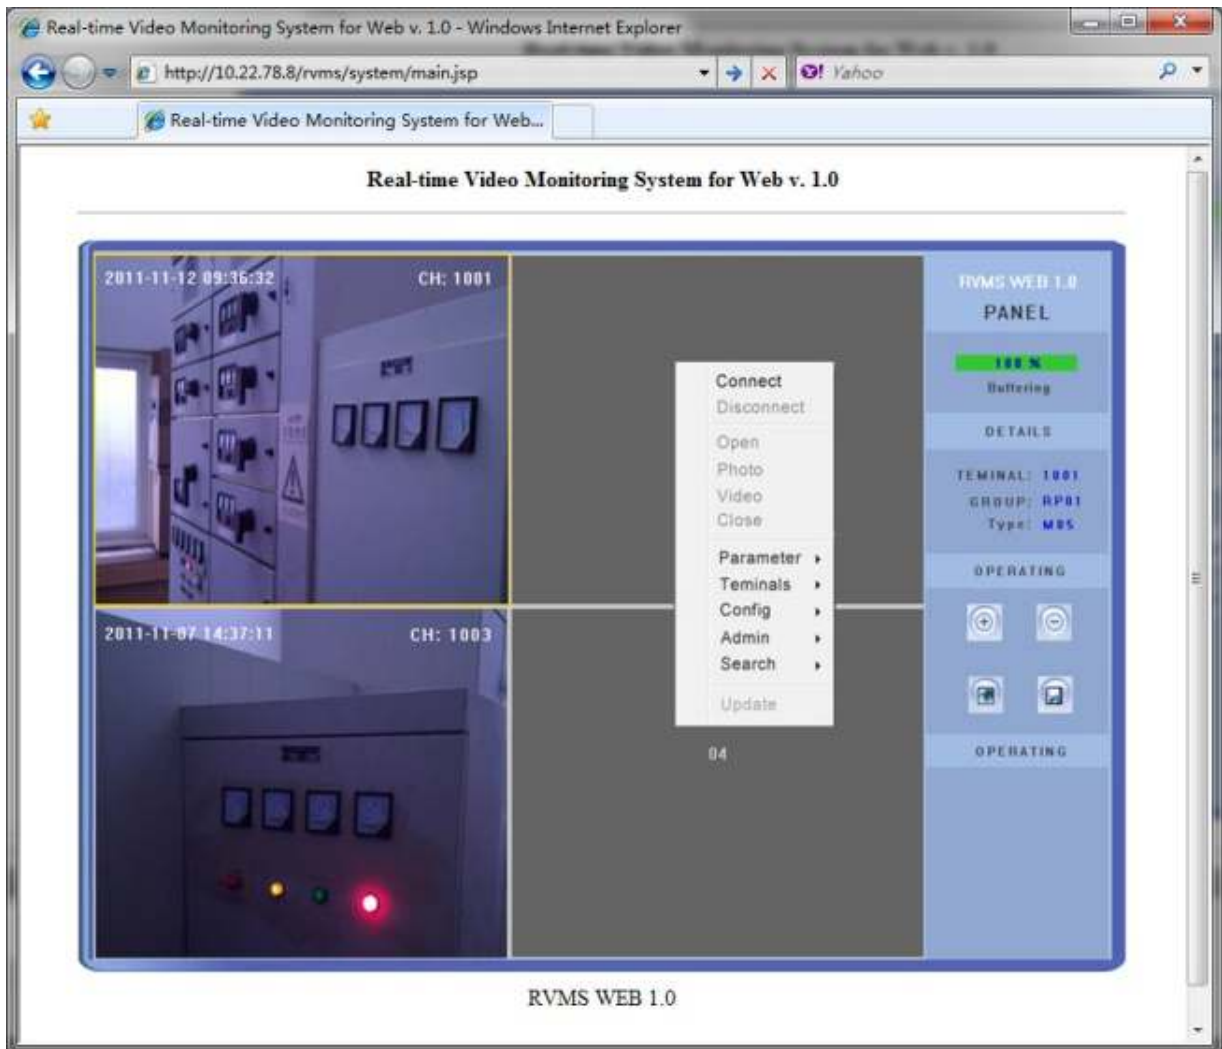 Real-time Video Monitoring System for Web v. 1.0 - Windows Internet Explorer
http://10.22.78.8/rvms/system/main.jsp
Yahoo
Real-time Video Monitoring System for Web...
Real-time Video Monitoring System for Web v. 1.0
2011-11-12 09:36:32 CH: 1001
RVMS WEB 1.0
PANEL
100 %
Buffering
DETAILS
TEMINAL: 1001
GROUP: RP01
Type: M05
OPERATING
OPERATING
Connect
Disconnect
Open
Photo
Video
Close
Parameter
Teminals
Config
Admin
Search
Update
2011-11-07 14:37:11 CH: 1003
04
RVMS WEB 1.0